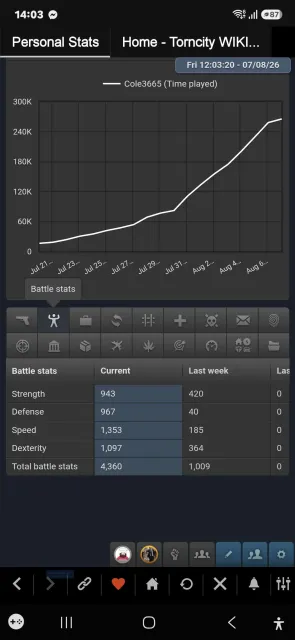 14:03
87
Personal Stats
Home - Torncity WIKI...
Fri 12:03:20 - 07/08/26
Cole3665 (Time played)
300K
240K
180K
120K
60K
0
Jul 21...
Jul 23...
Jul 25...
Jul 27...
Jul 29...
Jul 31...
Aug 2...
Aug 4...
Aug 6...
Battle stats
Battle stats Current Last week Las
Strength 943 420 0
Defense 967 40 0
Speed 1,353 185 0
Dexterity 1,097 364 0
Total battle stats 4,360 1,009 0